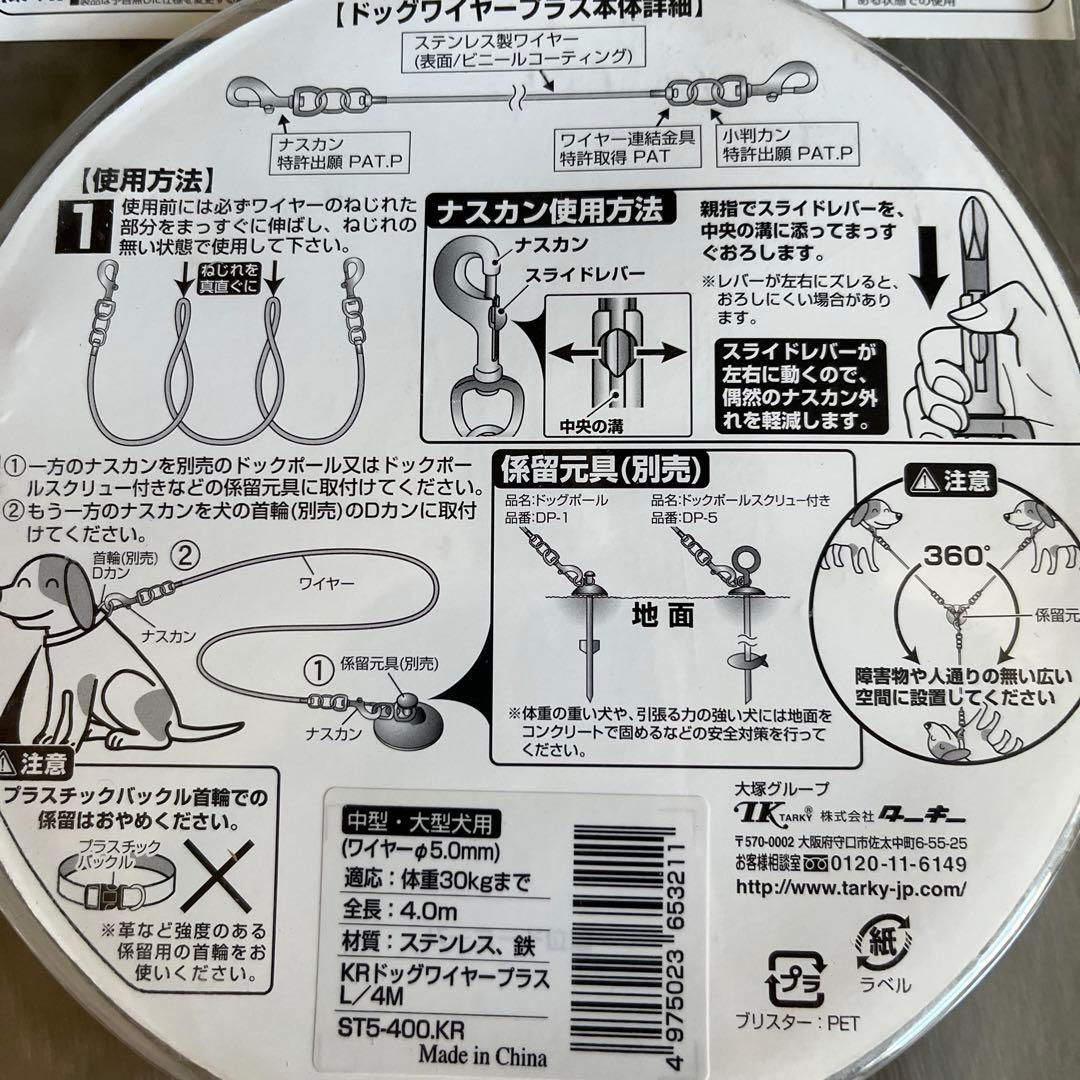 ■製品は予告無しに仕様を変更する
ある状態での使用
【ドッグワイヤープラス本体詳細】
ステンレス製ワイヤー
(表面/ビニールコーティング)
ナスカン
特許出願 PAT.P
ワイヤー連結金具
特許取得 PAT
小判カン
特許出願 PAT.P
【使用方法】
1
使用前には必ずワイヤーのねじれた
部分をまっすぐに伸ばし、ねじれの
無い状態で使用して下さい。
ねじれを
真直ぐに
ナスカン使用方法
ナスカン
スライドレバー
中央の溝
親指でスライドレバーを、
中央の溝に添ってまっす
ぐおろします。
※レバーが左右にズレると、
おろしにくい場合があり
ます。
スライドレバーが
左右に動くので、
偶然のナスカン外
れを軽減します。
①一方のナスカンを別売のドックポール又はドックポー
ルスクリュー付きなどの係留元具に取付けてください。
②もう一方のナスカンを犬の首輪(別売)のDカンに取付
けてください。
首輪(別売)
Dカン
②
ワイヤー
ナスカン
①
係留元具(別売)
ナスカン
係留元具(別売)
品名:ドッグポール
品番:DP-1
品名:ドックポールスクリュー付き
品番:DP-5
地面
※体重の重い犬や、引張る力の強い犬には地面を
コンクリートで固めるなどの安全対策を行って
ください。
注意
360°
係留元
障害物や人通りの無い広い
空間に設置してください
注意
プラスチックバックル首輪での
係留はおやめください。
プラスチック
バックル
※革など強度のある
係留用の首輪をお
使いください。
中型・大型犬用
(ワイヤーφ5.0mm)
適応:体重30kgまで
全長:4.0m
材質:ステンレス、鉄
KRドッグワイヤープラス
L/4M
ST5-400.KR
Made in China
4 975023 653211
大塚グループ
TK TARKY® 株式会社 ターキー
〒570-0002 大阪府守口市佐太中町6-55-25
お客様相談室 0120-11-6149
http://www.tarky-jp.com/
プラ
ブリスター:PET
紙
ラベル